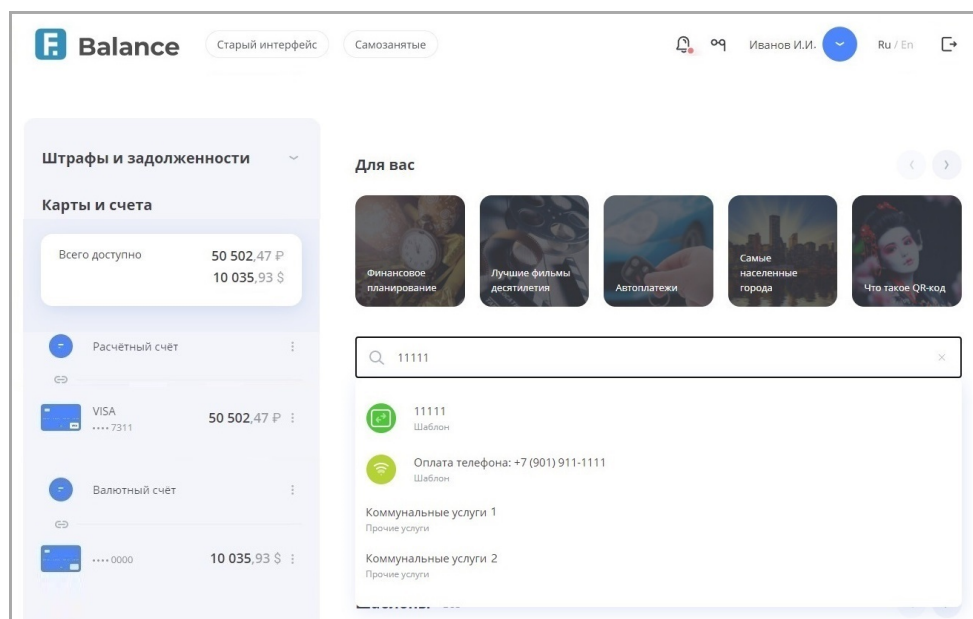 F. Balance
Старый интерфейс
Самозанятые
Иванов И.И.
Ru / En
Штрафы и задолженности
Карты и счета
Всего доступно
50 502,47 ₽
10 035,93 $
Расчётный счёт
VISA
•••• 7311
50 502,47 ₽
Валютный счёт
•••• 0000
10 035,93 $
Для вас
Финансовое
планирование
Лучшие фильмы
десятилетия
Автоплатежи
Самые
населенные
города
Что такое QR-код
11111
11111
Шаблон
Оплата телефона: +7 (901) 911-1111
Шаблон
Коммунальные услуги 1
Прочие услуги
Коммунальные услуги 2
Прочие услуги